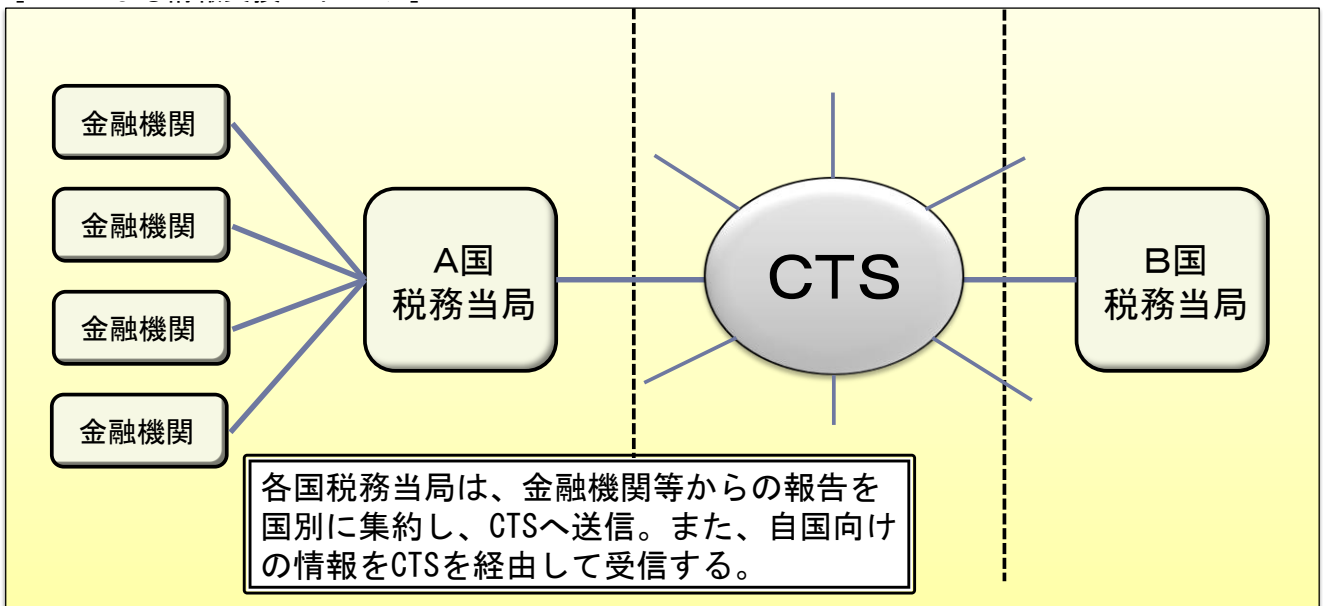 金融機関
金融機関
金融機関
金融機関
A国
税務当局
CTS
B国
税務当局
各国税務当局は、金融機関等からの報告を
国別に集約し、CTSへ送信。また、自国向け
の情報をCTSを経由して受信する。